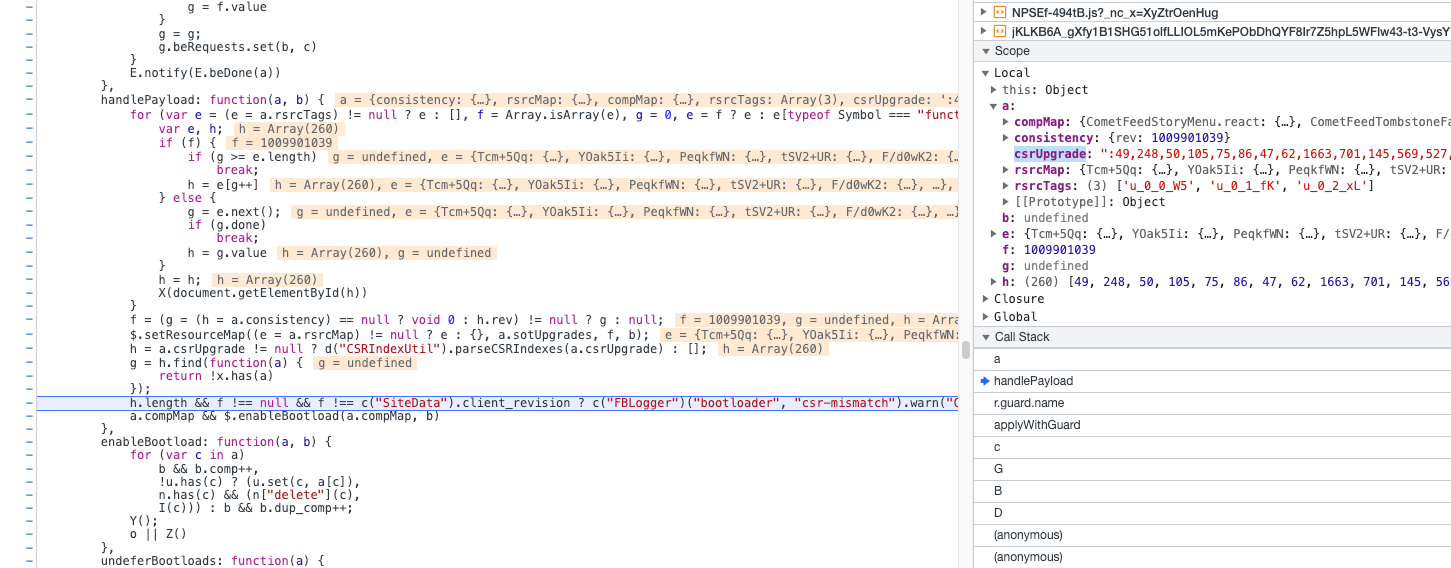 g = f.value
}
g = g;
g.beRequests.set(b, c)
}
E.notify(E.beDone(a))
},
handlePayload: function(a, b) { a = {consistency: {…}, rsrcMap: {…}, compMap: {…}, rsrcTags: Array(3), csrUpgrade: ':4
for (var e = (e = a.rsrcTags) != null ? e : [], f = Array.isArray(e), g = 0, e = f ? e : e[typeof Symbol === "funct
var e, h; h = Array(260)
if (f) { f = 1009901039
if (g >= e.length) g = undefined, e = {Tcm+5Qq: {…}, YOak5Ii: {…}, PeqkfWN: {…}, tSV2+UR: {…}, F/d0wK2: {…
break;
h = e[g++] h = Array(260), e = {Tcm+5Qq: {…}, YOak5Ii: {…}, PeqkfWN: {…}, tSV2+UR: {…}, F/d0wK2: {…}, …},
} else {
g = e.next(); g = undefined, e = {Tcm+5Qq: {…}, YOak5Ii: {…}, PeqkfWN: {…}, tSV2+UR: {…}, F/d0wK2: {…}, …}
if (g.done)
break;
h = g.value h = Array(260), g = undefined
}
h = h; h = Array(260)
X(document.getElementById(h))
}
f = (g = (h = a.consistency) == null ? void 0 : h.rev) != null ? g : null; f = 1009901039, g = undefined, h = Arra
$.setResourceMap((e = a.rsrcMap) != null ? e : {}, a.sotUpgrades, f, b); e = {Tcm+5Qq: {…}, YOak5Ii: {…}, PeqkfWN:
h = a.csrUpgrade != null ? d("CSRIndexUtil").parseCSRIndexes(a.csrUpgrade) : []; h = Array(260)
g = h.find(function(a) { g = undefined
return !x.has(a)
});
h.length && f !== null && f !== c("SiteData").client_revision ? c("FBLogger")("bootloader", "csr-mismatch").warn("C
a.compMap && $.enableBootload(a.compMap, b)
},
enableBootload: function(a, b) {
for (var c in a)
b && b.comp++,
!u.has(c) ? (u.set(c, a[c]),
n.has(c) && (n["delete"](c),
I(c))) : b && b.dup_comp++;
Y();
o || Z()
},
undeferBootloads: function(a) {
NPSEf-494tB.js?_nc_x=XyZtrOenHug
jKLKB6A_gXfy1B1SHG51olfLLIOL5mKePObDhQYF8Ir7Z5hpL5WFlw43-t3-VysY
Scope
Local
this: Object
a:
compMap: {CometFeedStoryMenu.react: {…}, CometFeedTombstoneFa
consistency: {rev: 1009901039}
csrUpgrade: ":49,248,50,105,75,86,47,62,1663,701,145,569,527,
rsrcMap: {Tcm+5Qq: {…}, YOak5Ii: {…}, PeqkfWN: {…}, tSV2+UR:
rsrcTags: (3) ['u_0_0_W5', 'u_0_1_fK', 'u_0_2_xL']
[[Prototype]]: Object
b: undefined
e: {Tcm+5Qq: {…}, YOak5Ii: {…}, PeqkfWN: {…}, tSV2+UR: {…}, F/
f: 1009901039
g: undefined
h: (260) [49, 248, 50, 105, 75, 86, 47, 62, 1663, 701, 145, 56
Closure
Global
Call Stack
a
handlePayload
r.guard.name
applyWithGuard
c
G
B
D
(anonymous)
(anonymous)